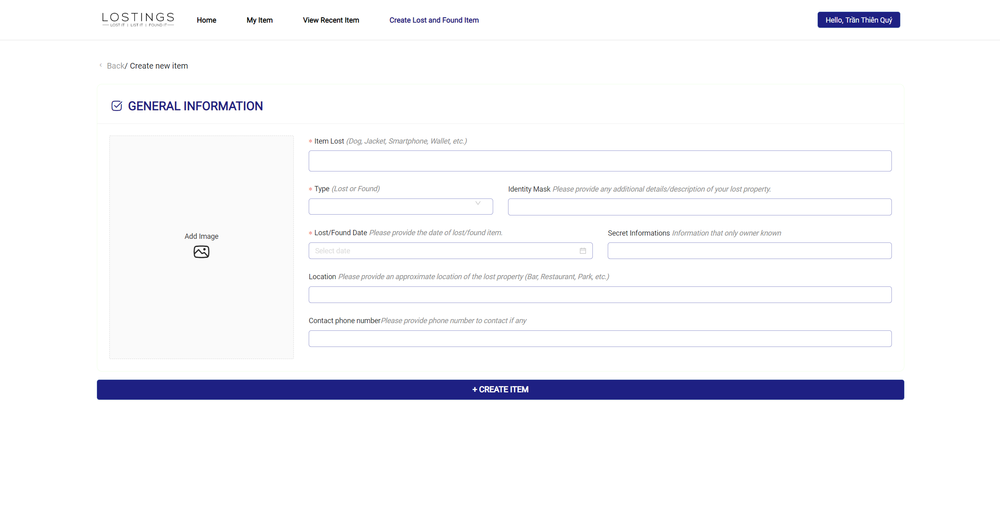 LOSTINGS
LOST IT | LIST IT | FOUND IT
Home
My Item
View Recent Item
Create Lost and Found Item
Hello, Trần Thiên Quý
Back/ Create new item
GENERAL INFORMATION
Add Image
* Item Lost (Dog, Jacket, Smartphone, Wallet, etc.)
* Type (Lost or Found)
Identity Mask Please provide any additional details/description of your lost property.
* Lost/Found Date Please provide the date of lost/found item.
Select date
Secret Informations Information that only owner known
Location Please provide an approximate location of the lost property (Bar, Restaurant, Park, etc.)
Contact phone numberPlease provide phone number to contact if any
+ CREATE ITEM